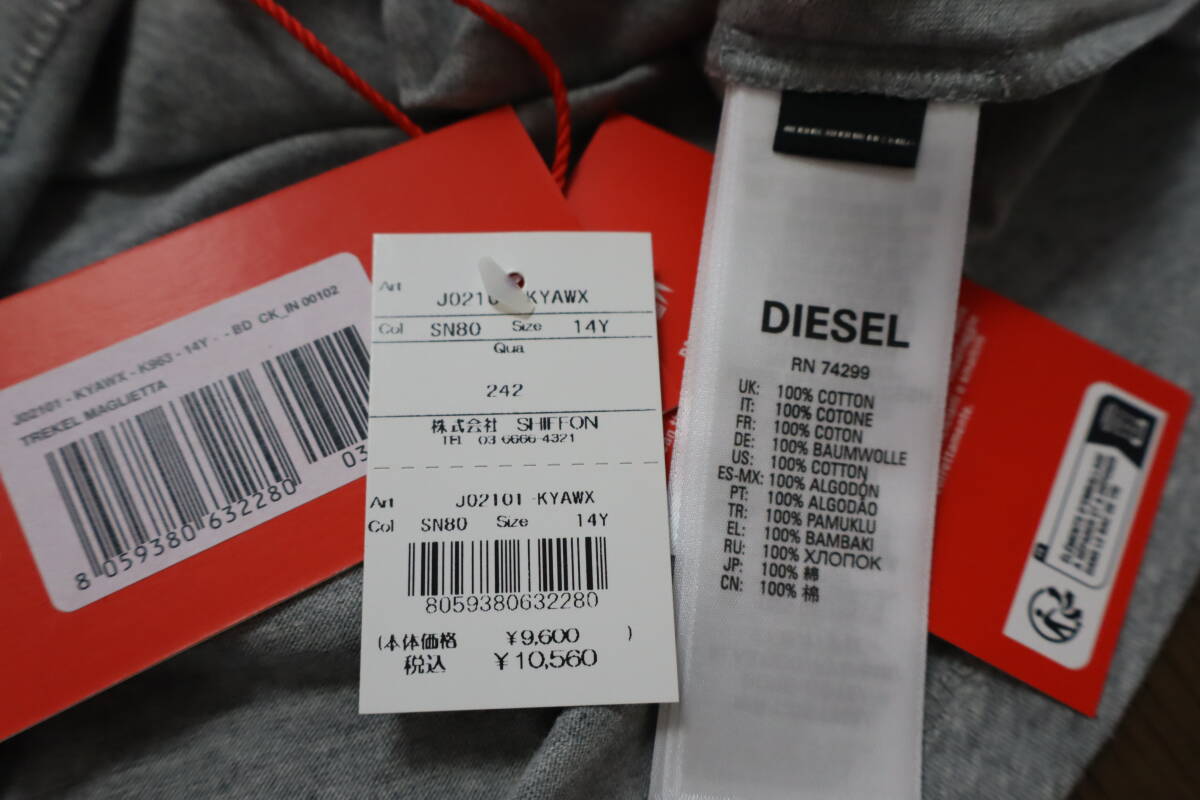 J02101 - KYAWX - K963 - 14Y - - BD CK_IN 00102
TREKEL MAGLIETTA
03
8 059380 632280
Art J02101-KYAWX
Col SN80 Size 14Y
Qua
242
株式会社 SHIFFON
TEL 03-6666-4321
Art J02101-KYAWX
Col SN80 Size 14Y
8059380632280
(本体価格 ¥9,600 )
税込 ¥10,560
DIESEL
RN 74299
UK: 100% COTTON
IT: 100% COTONE
FR: 100% COTON
DE: 100% BAUMWOLLE
US: 100% COTTON
ES-MX: 100% ALGODÓN
PT: 100% ALGODÃO
TR: 100% PAMUKLU
EL: 100% BAMBAKI
RU: 100% ХЛОПОК
JP: 100% 綿
CN: 100% 棉
FR